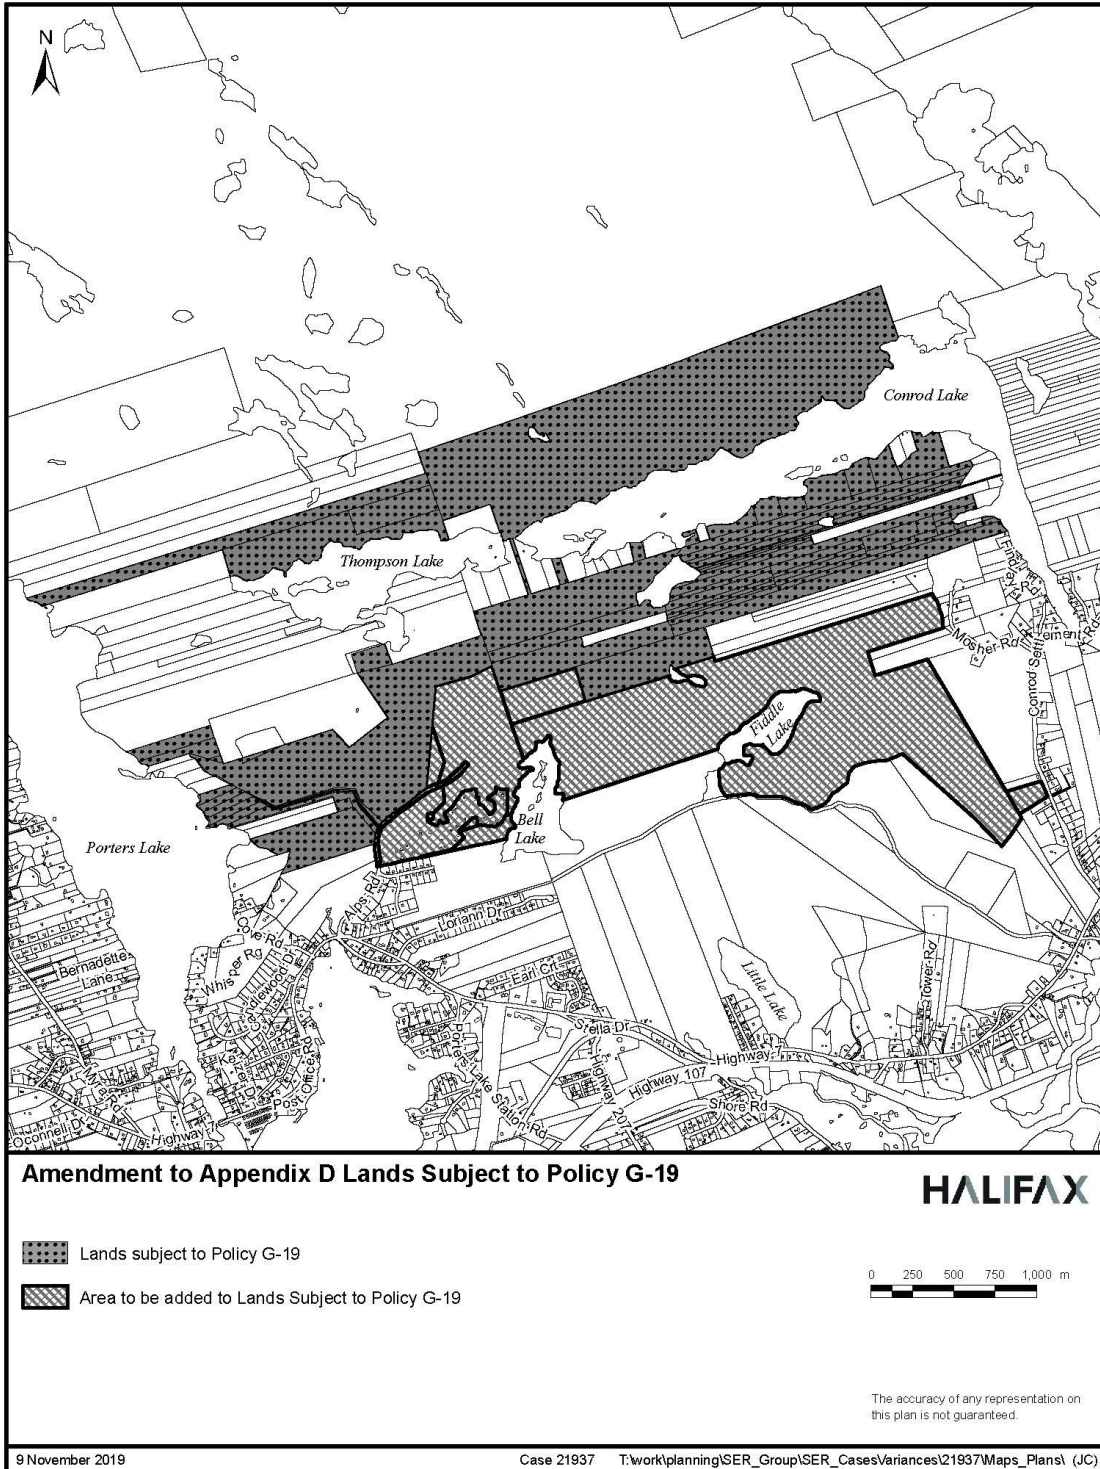 N
Conrod Lake
Thompson Lake
Findley Rd
Mosher Rd
Conrod Settlement Rd
Fiddle
Lake
Bell
Lake
Porters Lake
Alps Rd
Loriann Dr
Cove Rd
Whisper Rg
Bernadette
Lane
Earl Crt
Little Lake
Tower Rd
Stella Dr
Highway 7
Highway 107
Highway 207
Shore Rd
Porters Lake Station Rd
Post Office Rd
Oconnell Dr
Highway 7
Amendment to Appendix D Lands Subject to Policy G-19
HALIFAX
Lands subject to Policy G-19
Area to be added to Lands Subject to Policy G-19
0 250 500 750 1,000 m
The accuracy of any representation on
this plan is not guaranteed.
9 November 2019
Case 21937 T:\work\planning\SER_Group\SER_Cases\Variances\21937\Maps_Plans\ (JC)